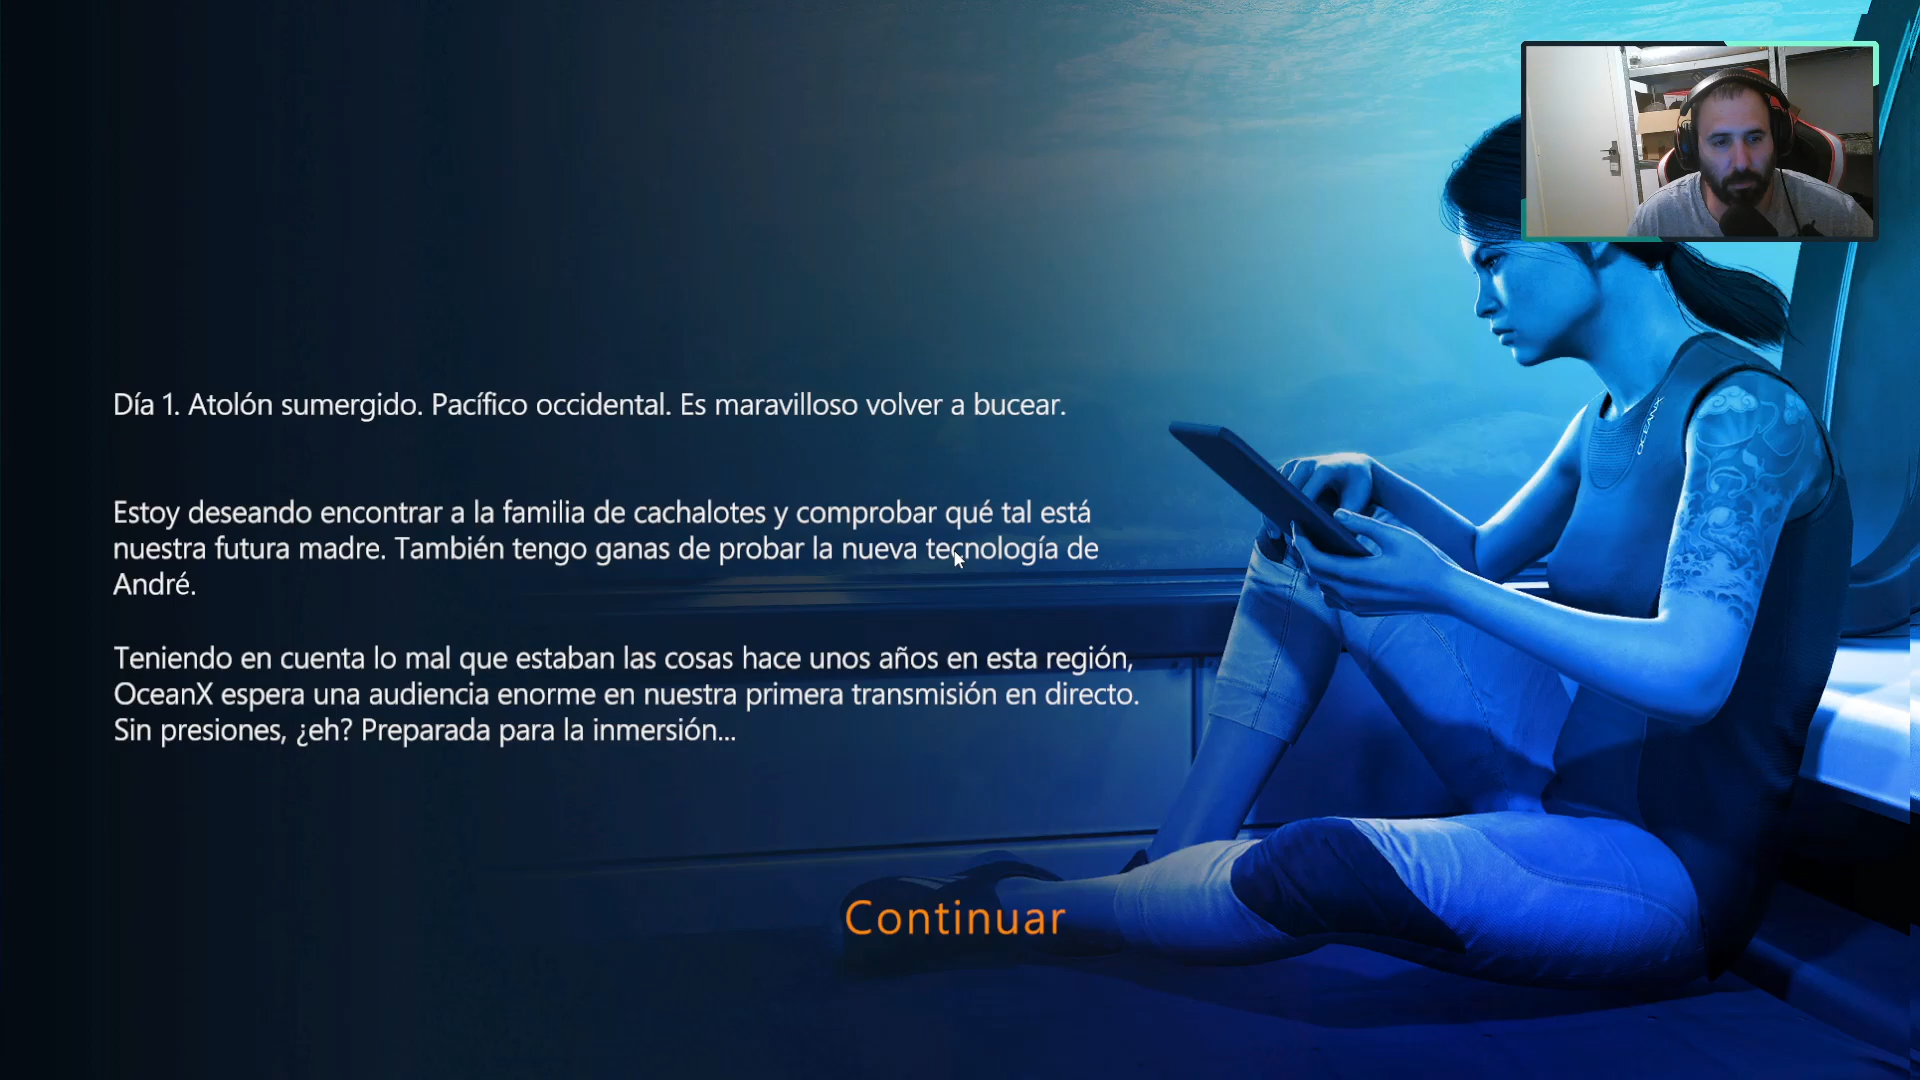 OCEANX
Día 1. Atolón sumergido. Pacífico occidental. Es maravilloso volver a bucear.
Estoy deseando encontrar a la familia de cachalotes y comprobar qué tal está
nuestra futura madre. También tengo ganas de probar la nueva tecnología de
André.
Teniendo en cuenta lo mal que estaban las cosas hace unos años en esta región,
OceanX espera una audiencia enorme en nuestra primera transmisión en directo.
Sin presiones, ¿eh? Preparada para la inmersión...
Continuar